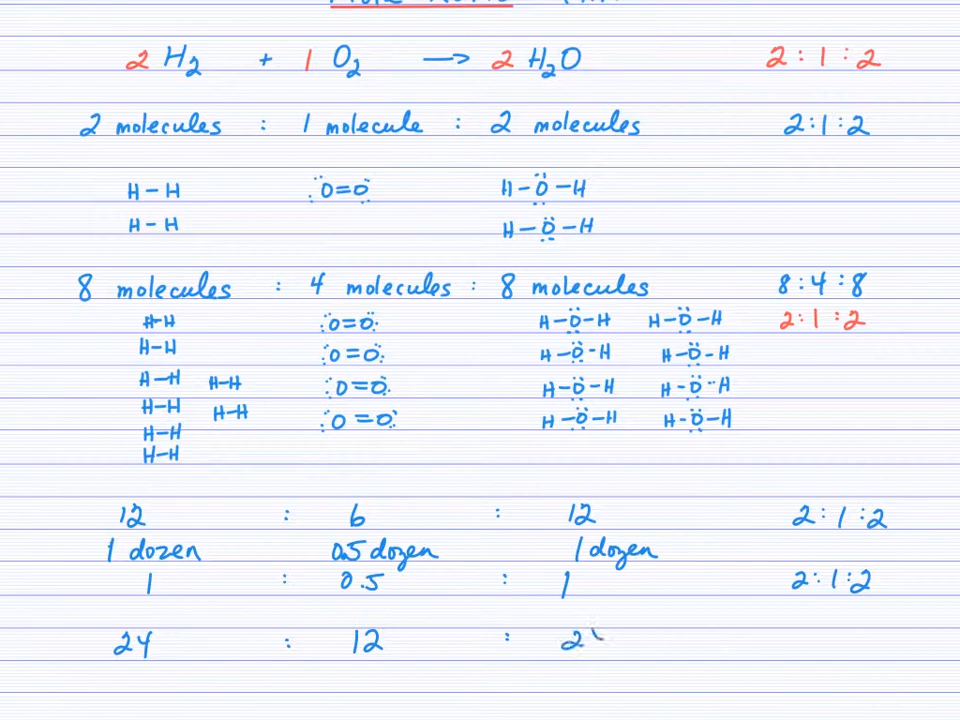 2 H2 + 1 O2 → 2 H2O 2 : 1 : 2
2 molecules : 1 molecule : 2 molecules 2 : 1 : 2
H-H :O=O: H-O-H
H-H H-O-H
8 molecules : 4 molecules : 8 molecules 8 : 4 : 8
H-H :O=O: H-O-H H-O-H 2 : 1 : 2
H-H :O=O: H-O-H H-O-H
H-H H-H :O=O: H-O-H H-O-H
H-H H-H :O=O: H-O-H H-O-H
H-H
H-H
12 : 6 : 12 2 : 1 : 2
1 dozen 0.5 dozen 1 dozen
1 : 0.5 : 1 2 : 1 : 2
24 : 12 : 2